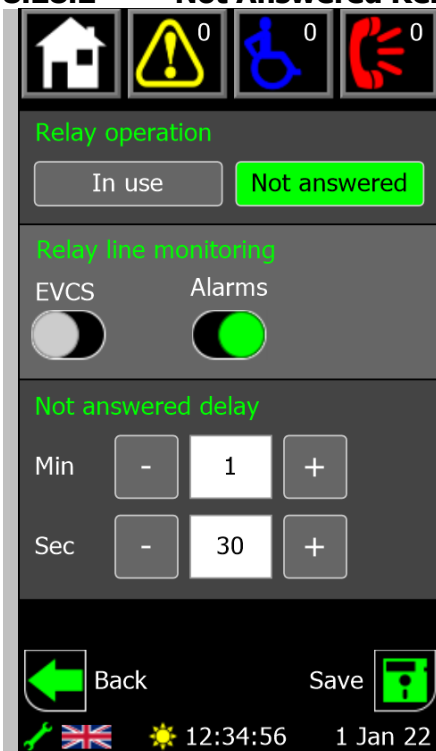 Not Answered
0 0 0
Relay operation
In use Not answered
Relay line monitoring
EVCS Alarms
Not answered delay
Min - 1 +
Sec - 30 +
Back Save
12:34:56 1 Jan 22